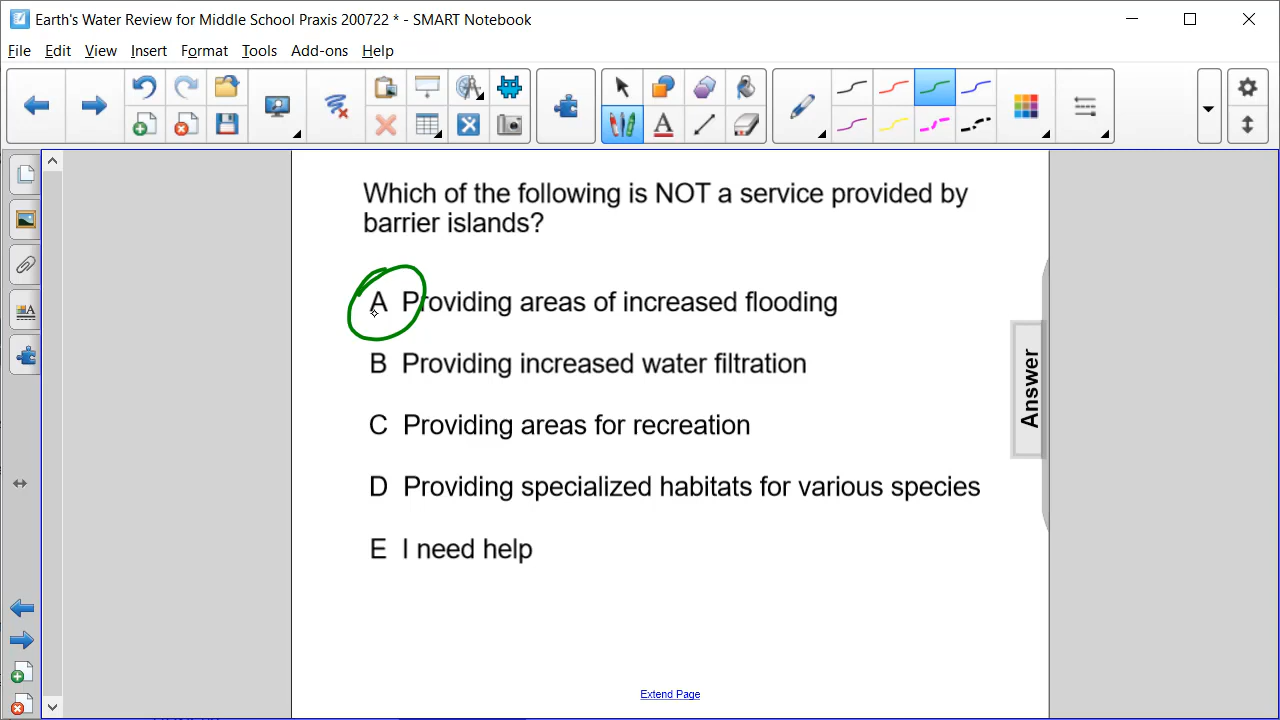 Earth's Water Review for Middle School Praxis 200722 * - SMART Notebook
File Edit View Insert Format Tools Add-ons Help
Which of the following is NOT a service provided by
barrier islands?
A Providing areas of increased flooding
B Providing increased water filtration
C Providing areas for recreation
D Providing specialized habitats for various species
E I need help
Answer
Extend Page